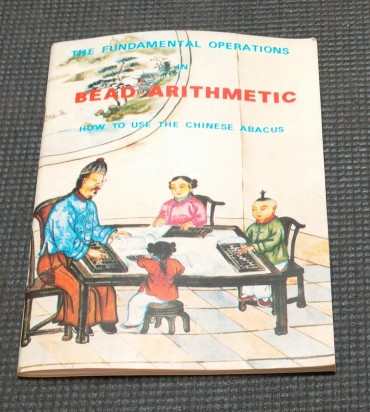 THE FUNDAMENTAL OPERATIONS
IN
BEAD-ARITHMETIC
HOW TO USE THE CHINESE ABACUS